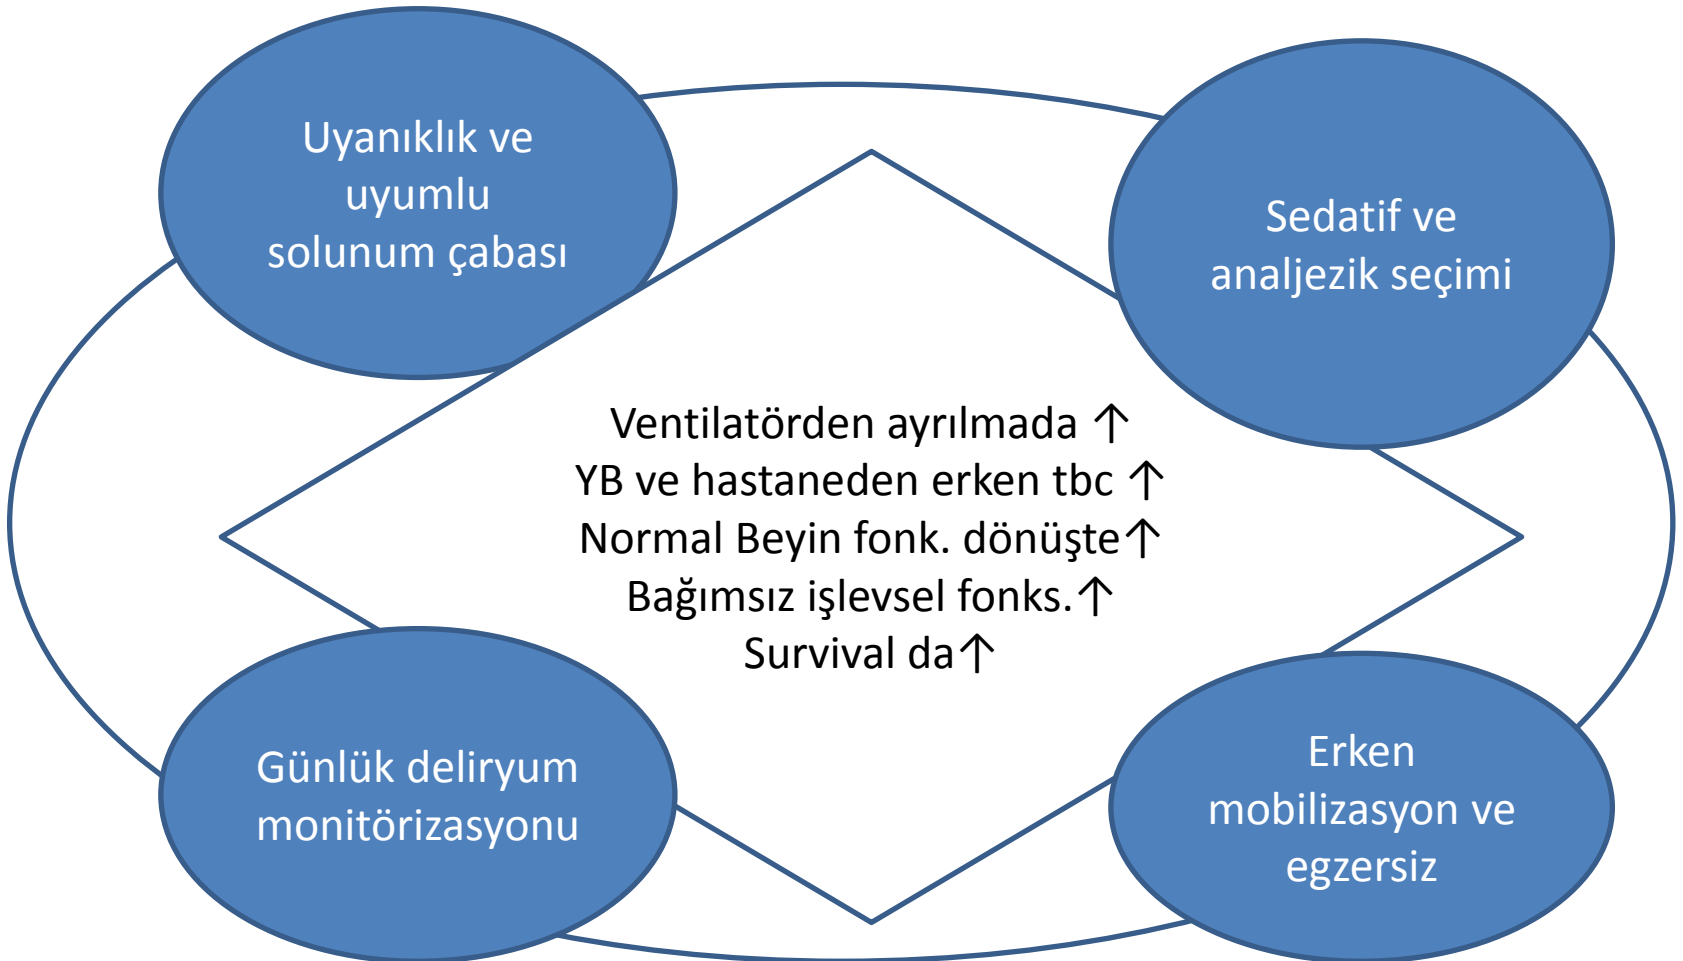 Uyanıklık ve
uyumlu
solunum çabası
Sedatif ve
analjezik seçimi
Ventilatörden ayrılmada ↑
YB ve hastaneden erken tbc ↑
Normal Beyin fonk. dönüşte↑
Bağımsız işlevsel fonks.↑
Survival da↑
Günlük deliryum
monitörizasyonu
Erken
mobilizasyon ve
egzersiz